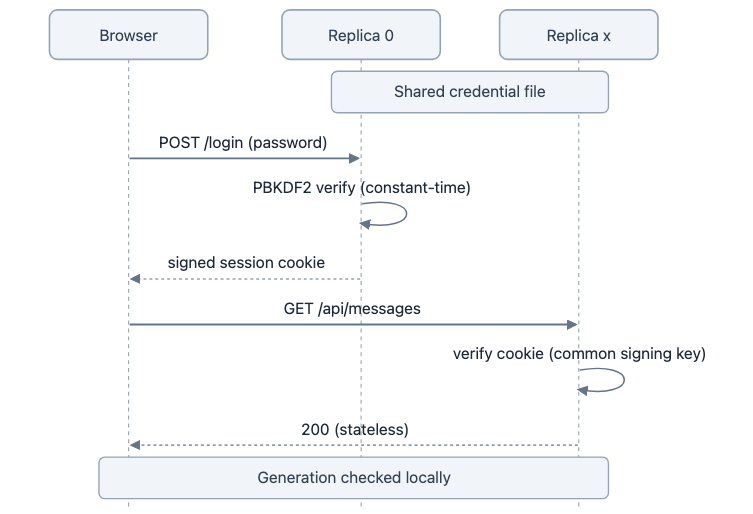 Browser
Replica 0
Replica x
Shared credential file
POST /login (password)
PBKDF2 verify (constant-time)
signed session cookie
GET /api/messages
verify cookie (common signing key)
200 (stateless)
Generation checked locally